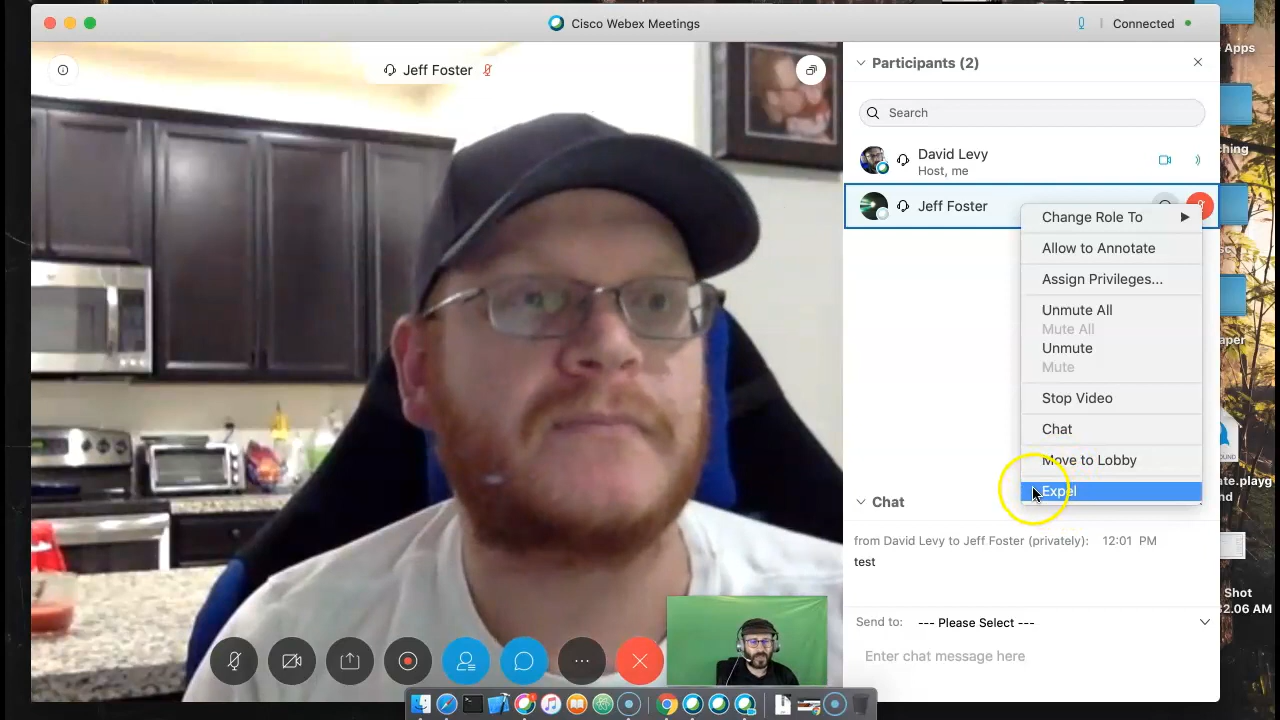 Cisco Webex Meetings
Connected
Jeff Foster
Participants (2)
Search
David Levy
Host, me
Jeff Foster
Change Role To
Allow to Annotate
Assign Privileges...
Unmute All
Mute All
Unmute
Mute
Stop Video
Chat
Move to Lobby
Expel
Chat
from David Levy to Jeff Foster (privately): 12:01 PM
test
Send to: --- Please Select ---
Enter chat message here
Apps
Shot